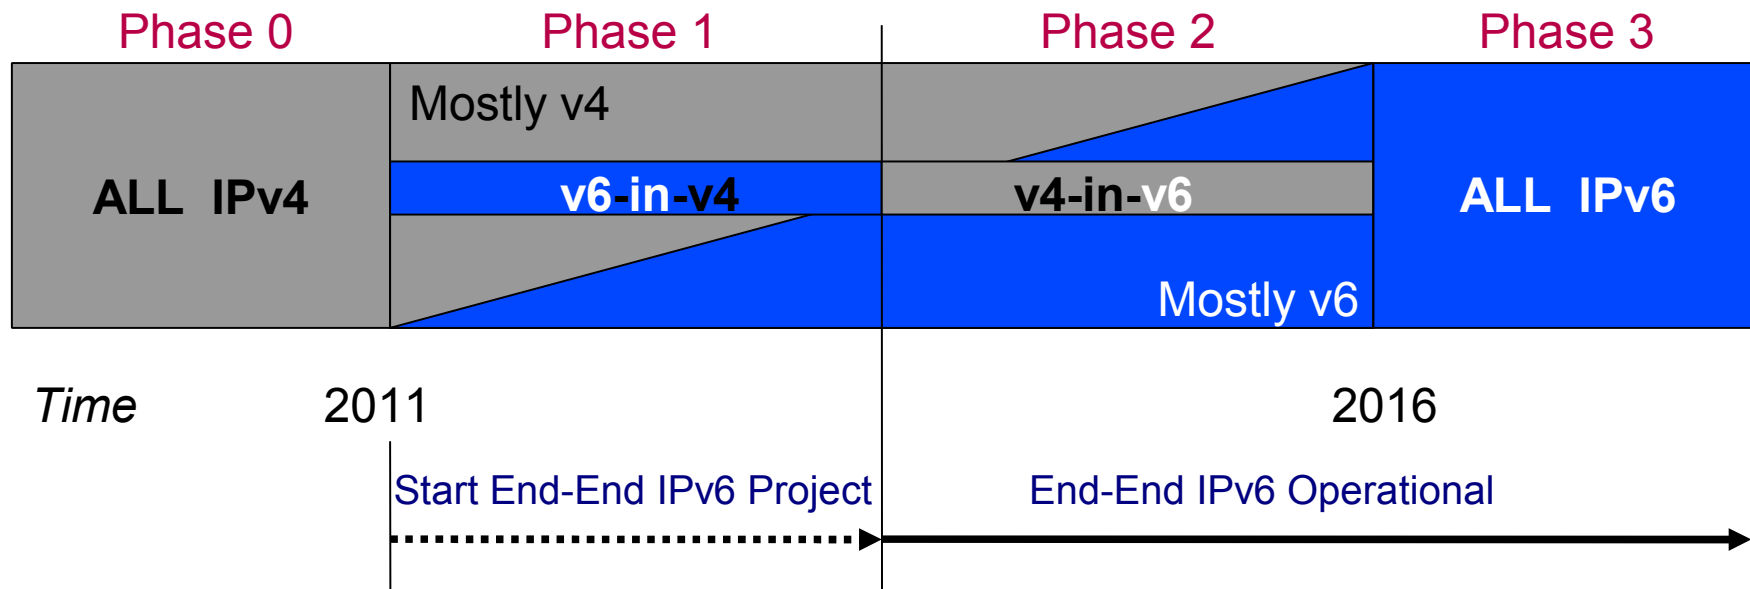 Phase 0 Phase 1 Phase 2 Phase 3
Mostly v4
ALL IPv4 v6-in-v4 v4-in-v6 ALL IPv6
Mostly v6
Time 2011 2016
Start End-End IPv6 Project End-End IPv6 Operational